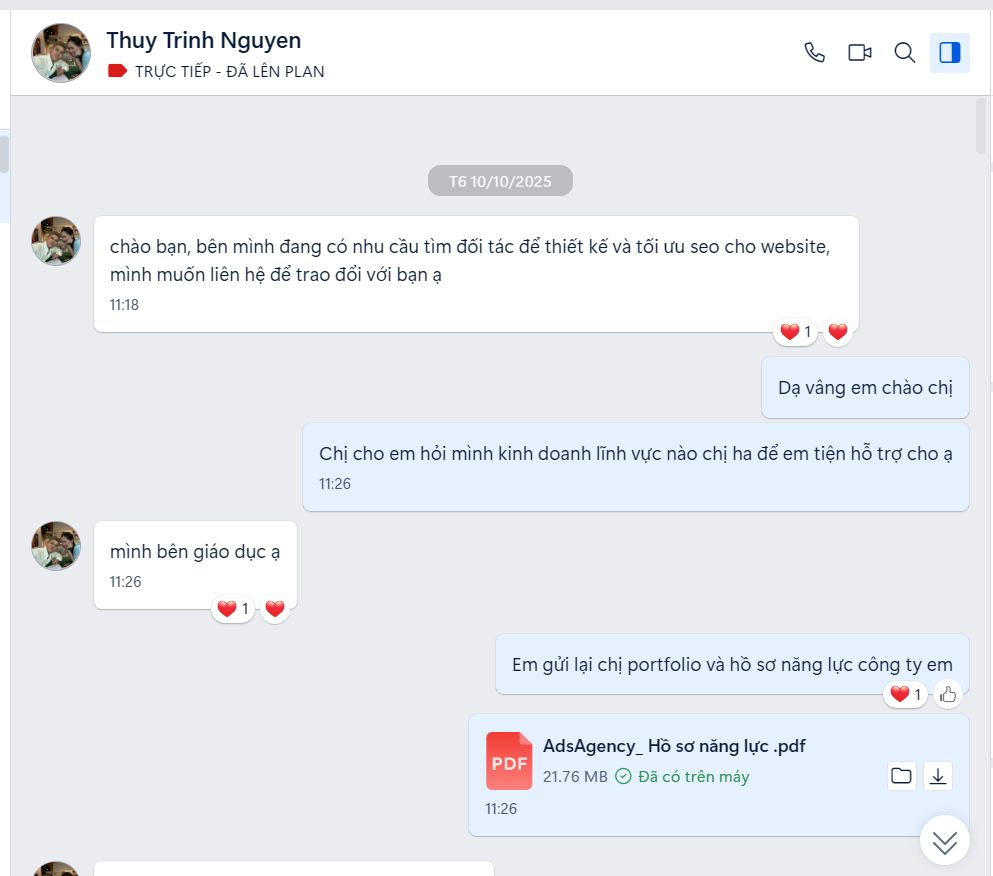 Thuy Trinh Nguyen
TRỰC TIẾP - ĐÃ LÊN PLAN
T6 10/10/2025
chào bạn, bên mình đang có nhu cầu tìm đối tác để thiết kế và tối ưu seo cho website,
mình muốn liên hệ để trao đổi với bạn ạ
11:18
1
Dạ vâng em chào chị
Chị cho em hỏi mình kinh doanh lĩnh vực nào chị ha để em tiện hỗ trợ cho ạ
11:26
mình bên giáo dục ạ
11:26
1
Em gửi lại chị portfolio và hồ sơ năng lực công ty em
1
PDF
AdsAgency_ Hồ sơ năng lực .pdf
21.76 MB Đã có trên máy
11:26